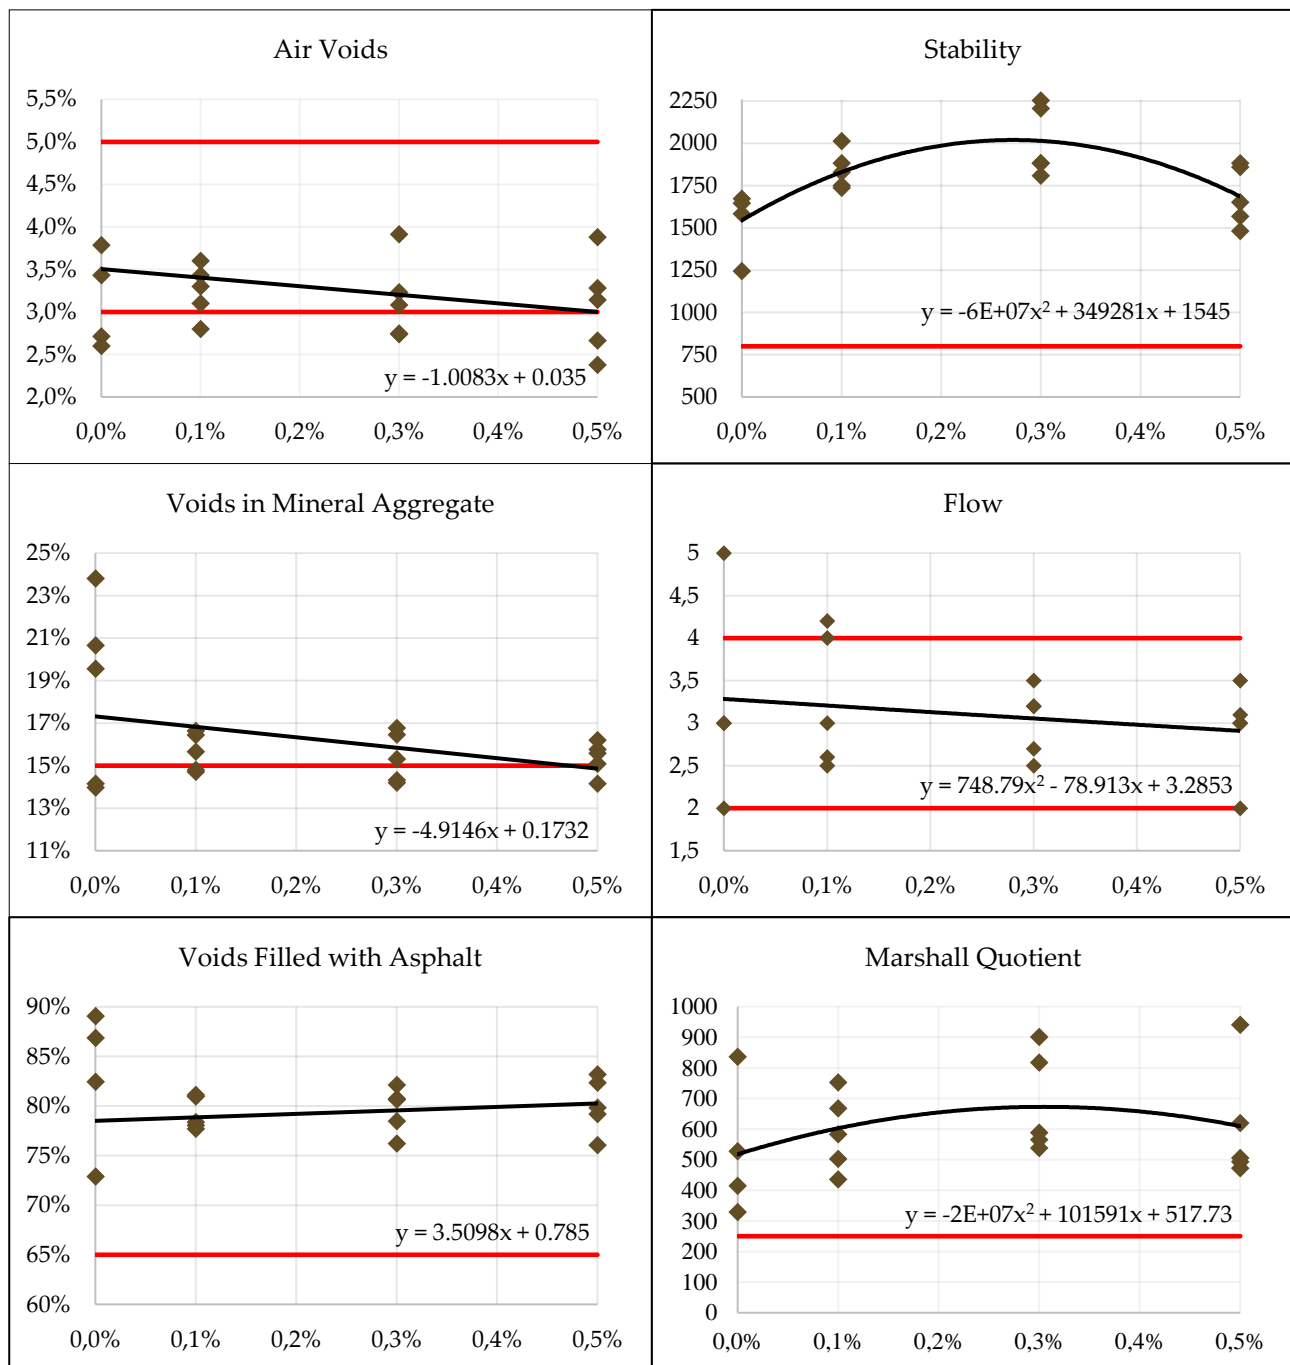 Air Voids
5,5%
5,0%
4,5%
4,0%
3,5%
3,0%
2,5%
2,0%
y = -1.0083x + 0.035
0,0% 0,1% 0,2% 0,3% 0,4% 0,5%
Stability
2250
2000
1750
1500
1250
1000
750
500
y = -6E+07x² + 349281x + 1545
0,0% 0,1% 0,2% 0,3% 0,4% 0,5%
Voids in Mineral Aggregate
25%
23%
21%
19%
17%
15%
13%
11%
y = -4.9146x + 0.1732
0,0% 0,1% 0,2% 0,3% 0,4% 0,5%
Flow
5
4,5
4
3,5
3
2,5
2
1,5
y = 748.79x² - 78.913x + 3.2853
0,0% 0,1% 0,2% 0,3% 0,4% 0,5%
Voids Filled with Asphalt
90%
85%
80%
75%
70%
65%
60%
y = 3.5098x + 0.785
0,0% 0,1% 0,2% 0,3% 0,4% 0,5%
Marshall Quotient
1000
900
800
700
600
500
400
300
200
100
0
y = -2E+07x² + 101591x + 517.73
0,0% 0,1% 0,2% 0,3% 0,4% 0,5%